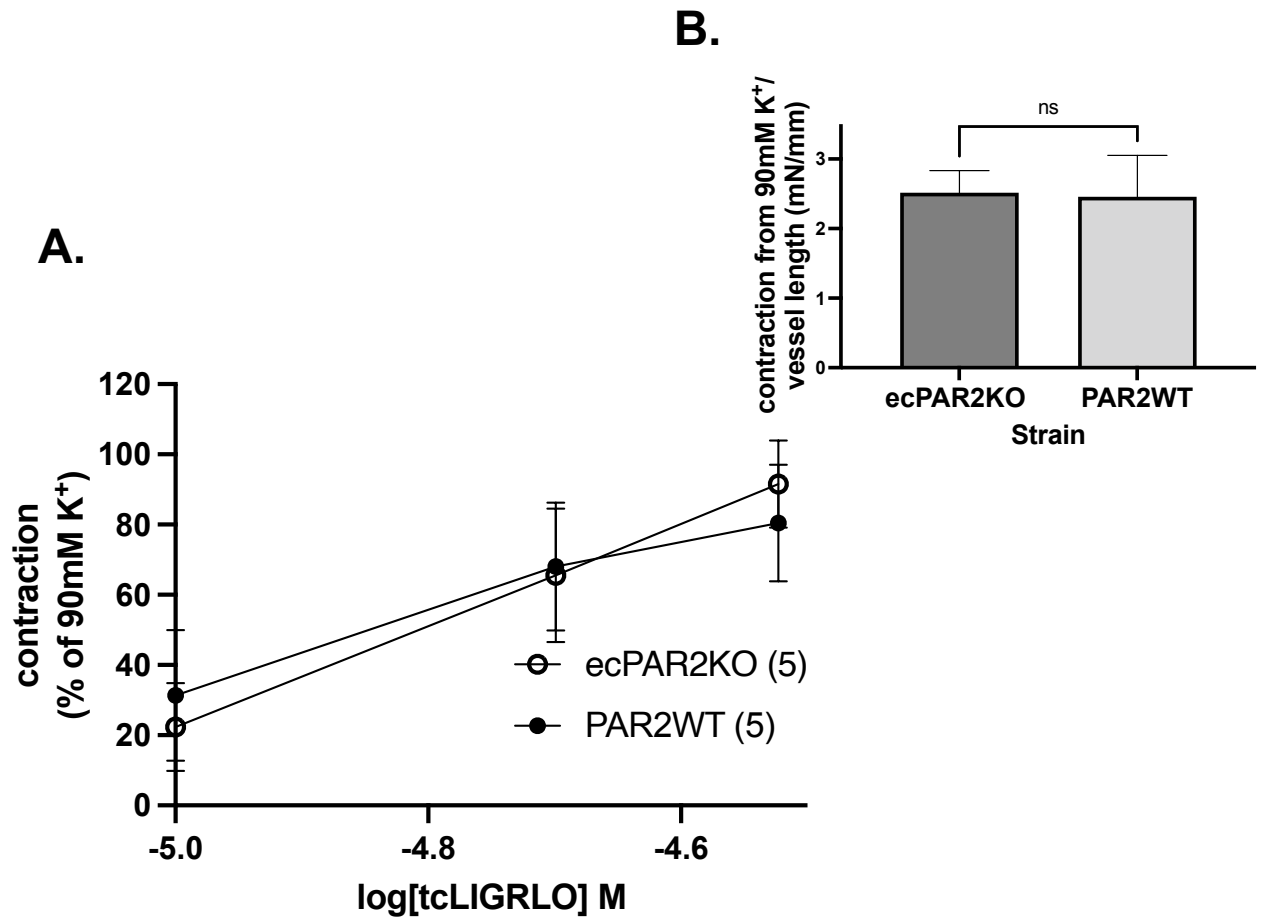 B.
contraction from 90mM K⁺/
vessel length (mN/mm)
ns
3
2
1
0
ecPAR2KO PAR2WT
Strain
A.
contraction
(% of 90mM K⁺)
120
100
80
60
40
20
0
ecPAR2KO (5)
PAR2WT (5)
-5.0 -4.8 -4.6
log[tcLIGRLO] M